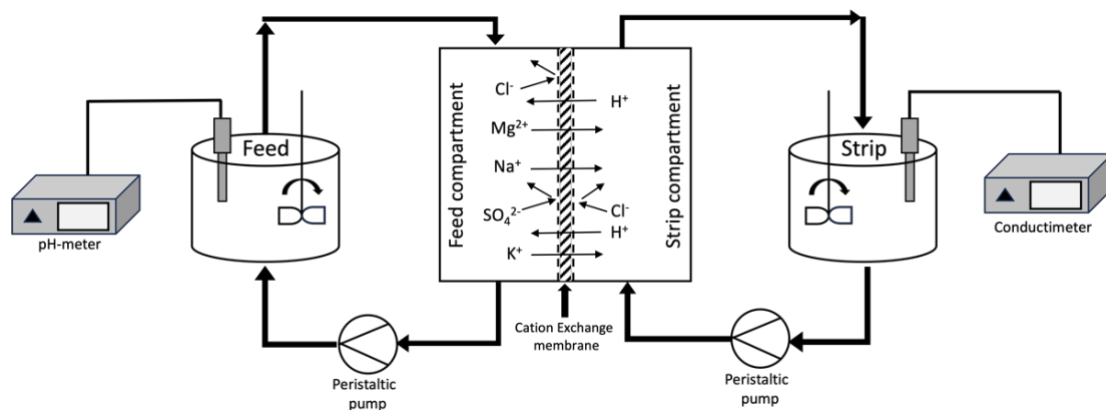 Feed
pH-meter
Peristaltic
pump
Feed compartment
Cl⁻
H⁺
Mg²⁺
Na⁺
SO₄²⁻
Cl⁻
H⁺
K⁺
Strip compartment
Cation Exchange
membrane
Strip
Conductimeter
Peristaltic
pump